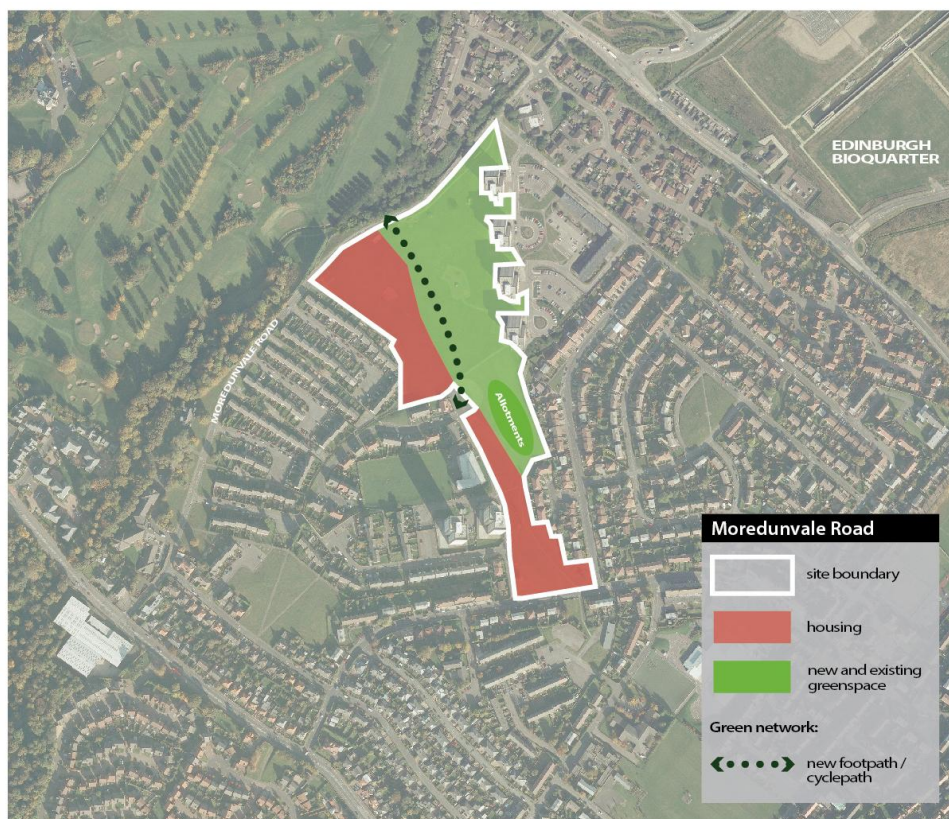 EDINBURGH
BIOQUARTER
MOREDUNVALE ROAD
Allotments
Moredunvale Road
site boundary
housing
new and existing
greenspace
Green network:
new footpath /
cyclepath